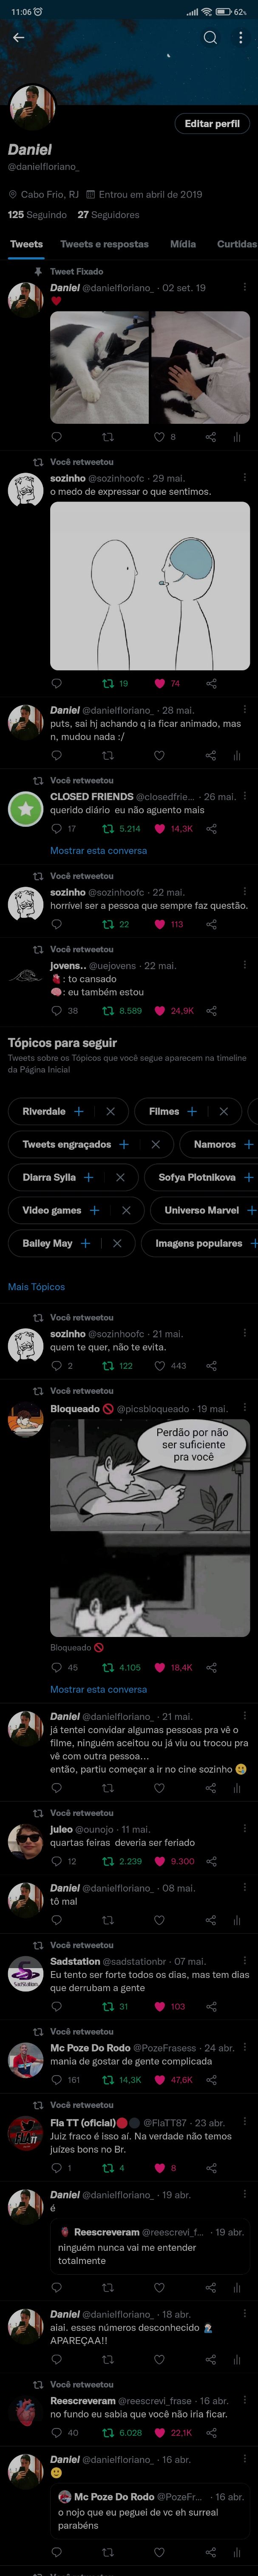 11:06
62%
Editar perfil
Daniel
@danielfloriano_
Cabo Frio, RJ Entrou em abril de 2019
125 Seguindo 27 Seguidores
Tweets Tweets e respostas Mídia Curtidas
Tweet Fixado
Daniel @danielfloriano_ · 02 set. 19
❤️
8
Você retweetou
sozinho @sozinhoofc · 29 mai.
o medo de expressar o que sentimos.
19 74
Daniel @danielfloriano_ · 28 mai.
puts, sai hj achando q ia ficar animado, mas
n, mudou nada :/
Você retweetou
CLOSED FRIENDS @closedfrie... · 26 mai.
querido diário eu não aguento mais
17 5.214 14,3K
Mostrar esta conversa
Você retweetou
sozinho @sozinhoofc · 22 mai.
horrível ser a pessoa que sempre faz questão.
22 113
Você retweetou
jovens.. @uejovens · 22 mai.
🫀: to cansado
🧠: eu também estou
38 8.589 24,9K
Tópicos para seguir
Tweets sobre os Tópicos que você segue aparecem na timeline
da Página Inicial
Riverdale Filmes
Tweets engraçados Namoros
Diarra Sylla Sofya Plotnikova
Video games Universo Marvel
Bailey May Imagens populares
Mais Tópicos
Você retweetou
sozinho @sozinhoofc · 21 mai.
quem te quer, não te evita.
2 122 443
Você retweetou
Bloqueado 🚫 @picsbloqueado · 19 mai.
Perdão por não
ser suficiente
pra você
Bloqueado 🚫
45 4.105 18,4K
Mostrar esta conversa
Daniel @danielfloriano_ · 21 mai.
já tentei convidar algumas pessoas pra vê o
filme, ninguém aceitou ou já viu ou trocou pra
vê com outra pessoa...
então, partiu começar a ir no cine sozinho 🥲
Você retweetou
juleo @ounojo · 11 mai.
quartas feiras deveria ser feriado
12 2.239 9.300
Daniel @danielfloriano_ · 08 mai.
tô mal
Você retweetou
Sadstation @sadstationbr · 07 mai.
Eu tento ser forte todos os dias, mas tem dias
que derrubam a gente
31 103
Você retweetou
Mc Poze Do Rodo @PozeFrasess · 24 abr.
mania de gostar de gente complicada
161 14,3K 47,6K
Você retweetou
Fla TT (oficial)🔴⚫ @FlaTT87 · 23 abr.
Juiz fraco é isso aí. Na verdade não temos
juízes bons no Br.
1 4 8
Daniel @danielfloriano_ · 19 abr.
é
Reescreveram @reescrevi_f... · 19 abr.
ninguém nunca vai me entender
totalmente
Daniel @danielfloriano_ · 18 abr.
aiai. esses números desconhecido 🤦🏻‍♂️
APAREÇAA!!
Você retweetou
Reescreveram @reescrevi_frase · 16 abr.
no fundo eu sabia que você não iria ficar.
40 6.028 22,1K
Daniel @danielfloriano_ · 16 abr.
🙂
Mc Poze Do Rodo @PozeFr... · 16 abr.
o nojo que eu peguei de vc eh surreal
parabéns